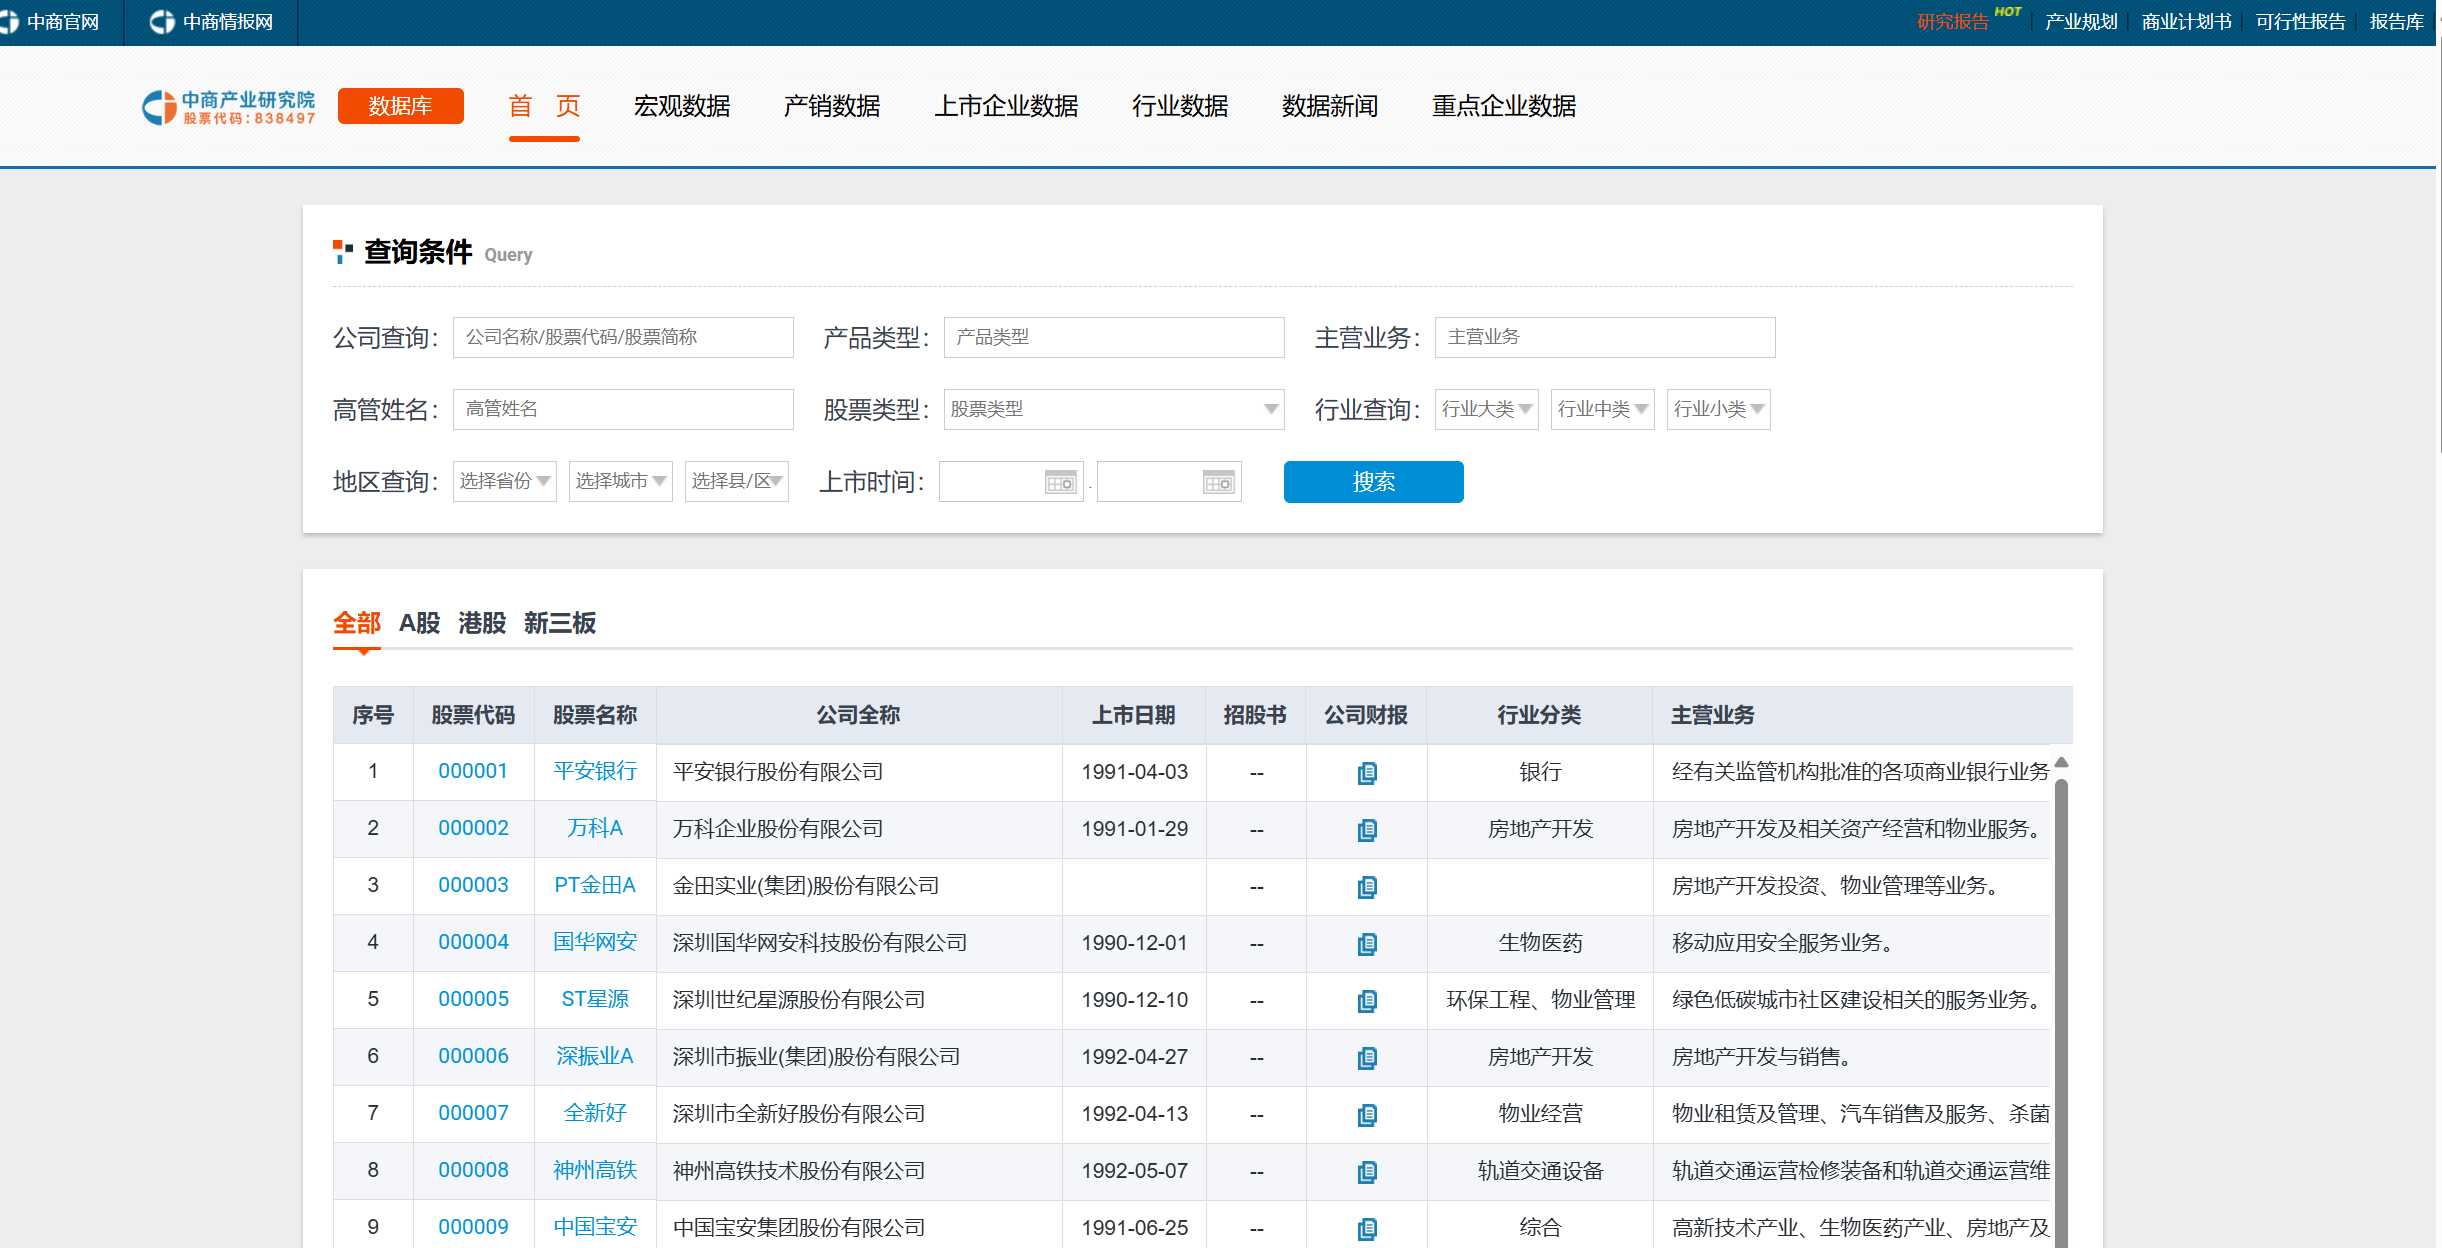 中商官网 中商情报网 研究报告 HOT 产业规划 商业计划书 可行性报告 报告库
中商产业研究院 股票代码:838497 数据库 首 页 宏观数据 产销数据 上市企业数据 行业数据 数据新闻 重点企业数据
查询条件 Query
公司查询： 公司名称/股票代码/股票简称 产品类型： 产品类型 主营业务： 主营业务
高管姓名： 高管姓名 股票类型： 股票类型 行业查询： 行业大类 行业中类 行业小类
地区查询： 选择省份 选择城市 选择县/区 上市时间： 搜索
全部 A股 港股 新三板
序号 股票代码 股票名称 公司全称 上市日期 招股书 公司财报 行业分类 主营业务
1 000001 平安银行 平安银行股份有限公司 1991-04-03 -- 银行 经有关监管机构批准的各项商业银行业务
2 000002 万科A 万科企业股份有限公司 1991-01-29 -- 房地产开发 房地产开发及相关资产经营和物业服务。
3 000003 PT金田A 金田实业(集团)股份有限公司 -- 房地产开发投资、物业管理等业务。
4 000004 国华网安 深圳国华网安科技股份有限公司 1990-12-01 -- 生物医药 移动应用安全服务业务。
5 000005 ST星源 深圳世纪星源股份有限公司 1990-12-10 -- 环保工程、物业管理 绿色低碳城市社区建设相关的服务业务。
6 000006 深振业A 深圳市振业(集团)股份有限公司 1992-04-27 -- 房地产开发 房地产开发与销售。
7 000007 全新好 深圳市全新好股份有限公司 1992-04-13 -- 物业经营 物业租赁及管理、汽车销售及服务、杀菌
8 000008 神州高铁 神州高铁技术股份有限公司 1992-05-07 -- 轨道交通设备 轨道交通运营检修装备和轨道交通运营维
9 000009 中国宝安 中国宝安集团股份有限公司 1991-06-25 -- 综合 高新技术产业、生物医药产业、房地产及